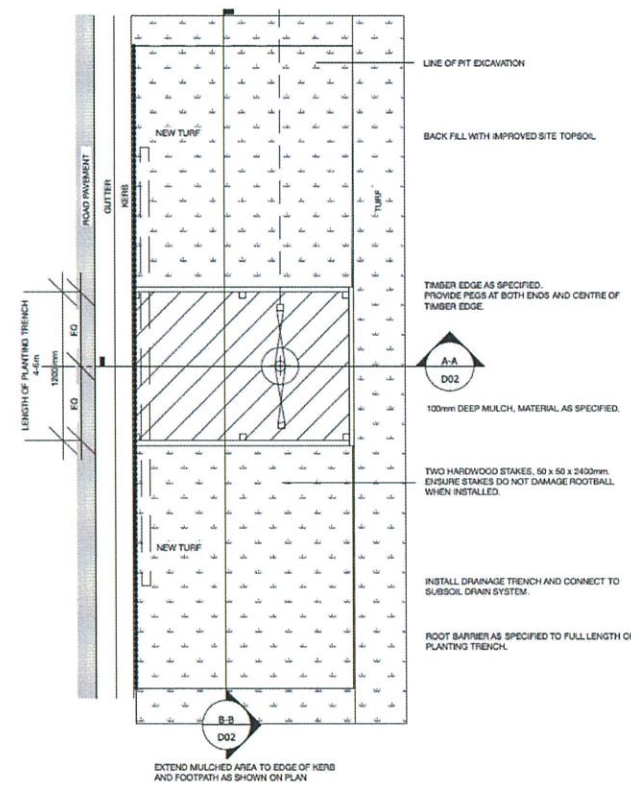 LINE OF PIT EXCAVATION
BACK FILL WITH IMPROVED SITE TOPSOIL
NEW TURF
ROAD PAVEMENT
GUTTER
KERB
TURF
TIMBER EDGE AS SPECIFIED.
PROVIDE PEGS AT BOTH ENDS AND CENTRE OF
TIMBER EDGE.
LENGTH OF PLANTING TRENCH
4-6m
1200mm
EQ
EQ
A-A
D02
100mm DEEP MULCH, MATERIAL AS SPECIFIED.
TWO HARDWOOD STAKES, 50 x 50 x 2400mm.
ENSURE STAKES DO NOT DAMAGE ROOTBALL
WHEN INSTALLED.
NEW TURF
INSTALL DRAINAGE TRENCH AND CONNECT TO
SUBSOIL DRAIN SYSTEM.
ROOT BARRIER AS SPECIFIED TO FULL LENGTH OF
PLANTING TRENCH.
B-B
D02
EXTEND MULCHED AREA TO EDGE OF KERB
AND FOOTPATH AS SHOWN ON PLAN